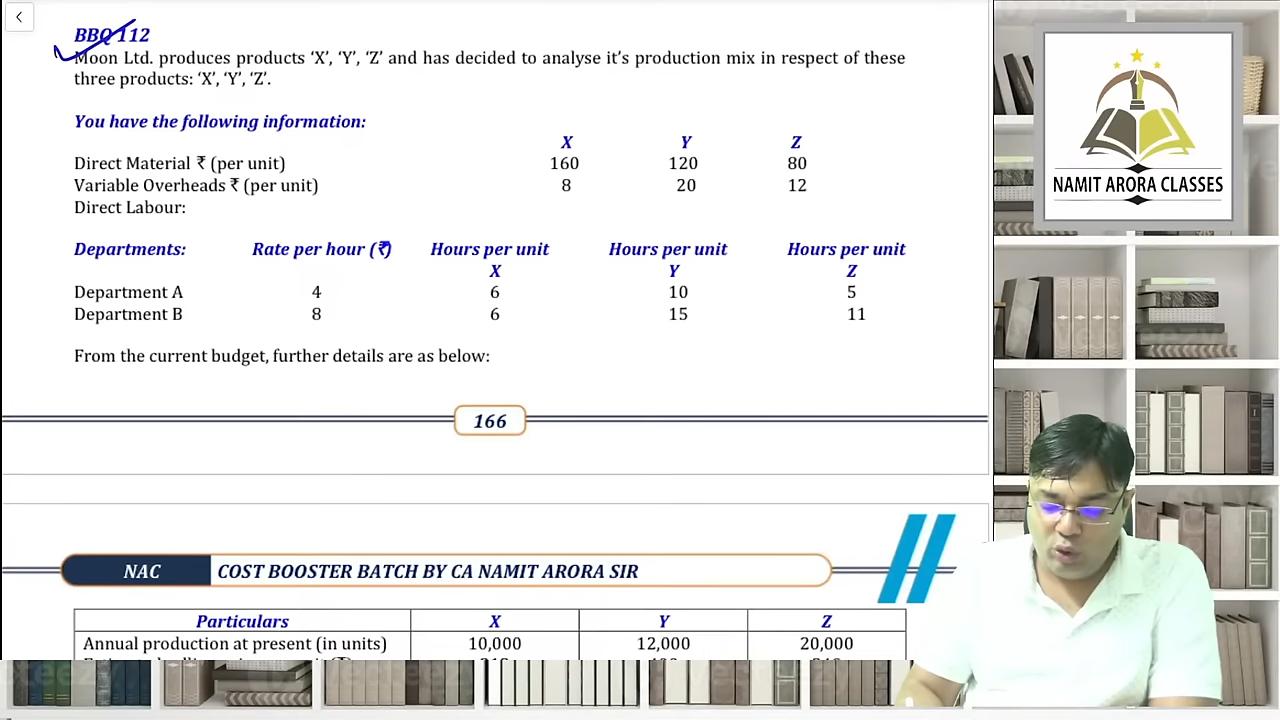 BBQ 112
Moon Ltd. produces products ‘X’, ‘Y’, ‘Z’ and has decided to analyse it’s production mix in respect of these
three products: ‘X’, ‘Y’, ‘Z’.
You have the following information:
X Y Z
Direct Material ₹ (per unit) 160 120 80
Variable Overheads ₹ (per unit) 8 20 12
Direct Labour:
Departments: Rate per hour (₹) Hours per unit Hours per unit Hours per unit
X Y Z
Department A 4 6 10 5
Department B 8 6 15 11
From the current budget, further details are as below:
166
NAC COST BOOSTER BATCH BY CA NAMIT ARORA SIR
Particulars X Y Z
Annual production at present (in units) 10,000 12,000 20,000
NAMIT ARORA CLASSES